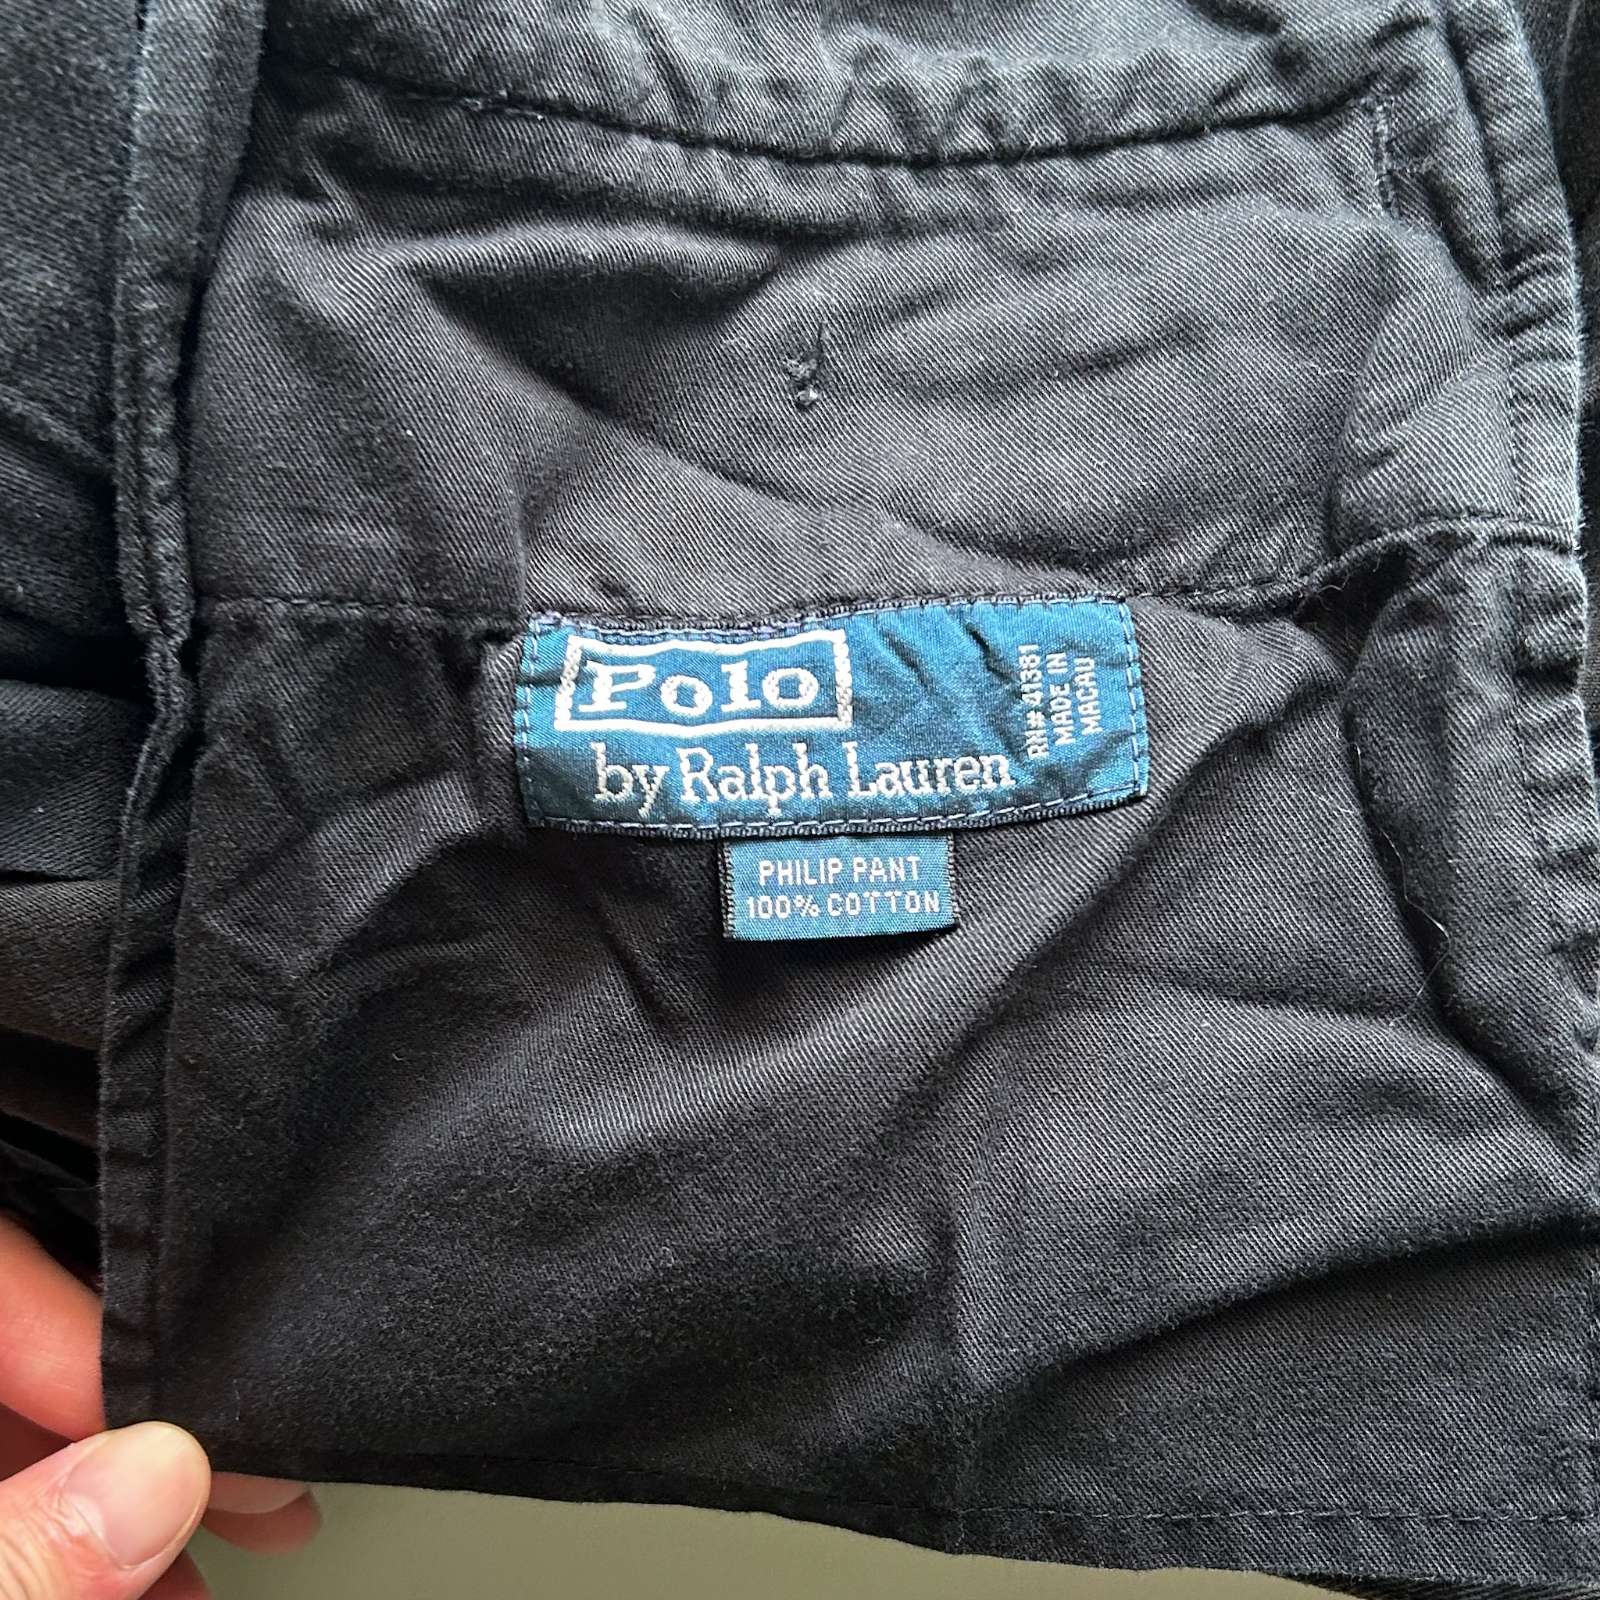 Polo
by Ralph Lauren
RN# 41381
MADE IN
MACAU
PHILIP PANT
100% COTTON